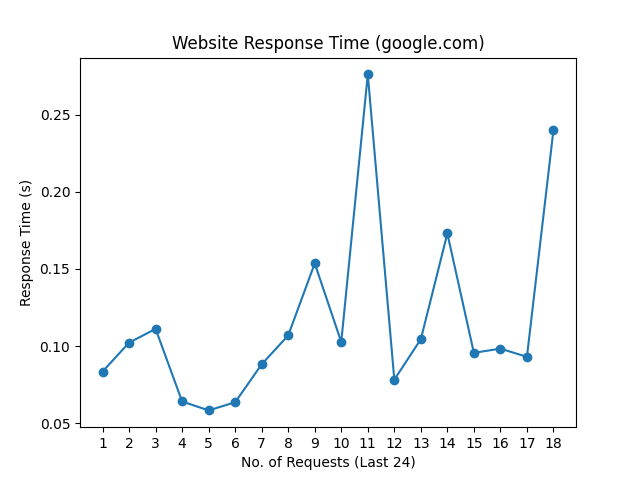 Website Response Time (google.com)
Response Time (s)
0.25
0.20
0.15
0.10
0.05
1 2 3 4 5 6 7 8 9 10 11 12 13 14 15 16 17 18
No. of Requests (Last 24)